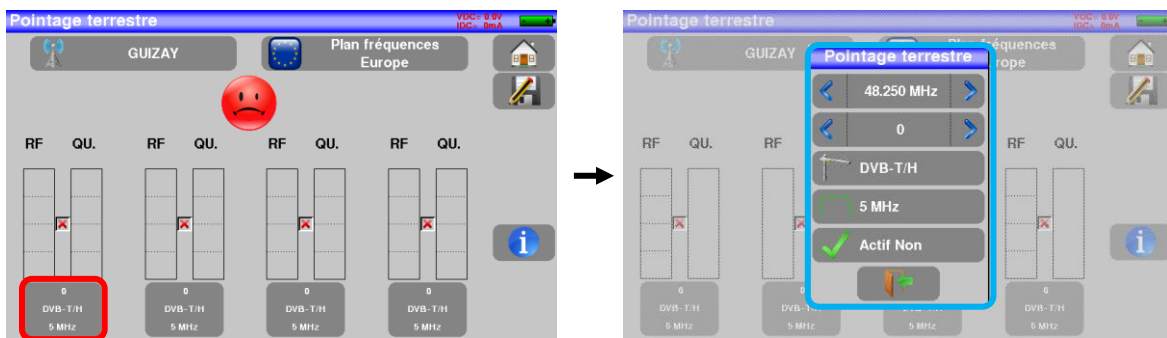 Pointage terrestre
VDC= 0.0V
IDC= 0mA
GUIZAY
Plan fréquences
Europe
RF QU. RF QU. RF QU. RF QU.
0 0 0 0
DVB-T/H DVB-T/H DVB-T/H DVB-T/H
5 MHz 5 MHz 5 MHz 5 MHz
Pointage terrestre
VDC= 0.0V
IDC= 0mA
GUIZAY
Plan fréquences
Europe
Pointage terrestre
48.250 MHz
0
DVB-T/H
5 MHz
Actif Non
RF QU. RF RF QU.
0 0 0
DVB-T/H DVB-T/H DVB-T/H
5 MHz 5 MHz 5 MHz 5 MHz